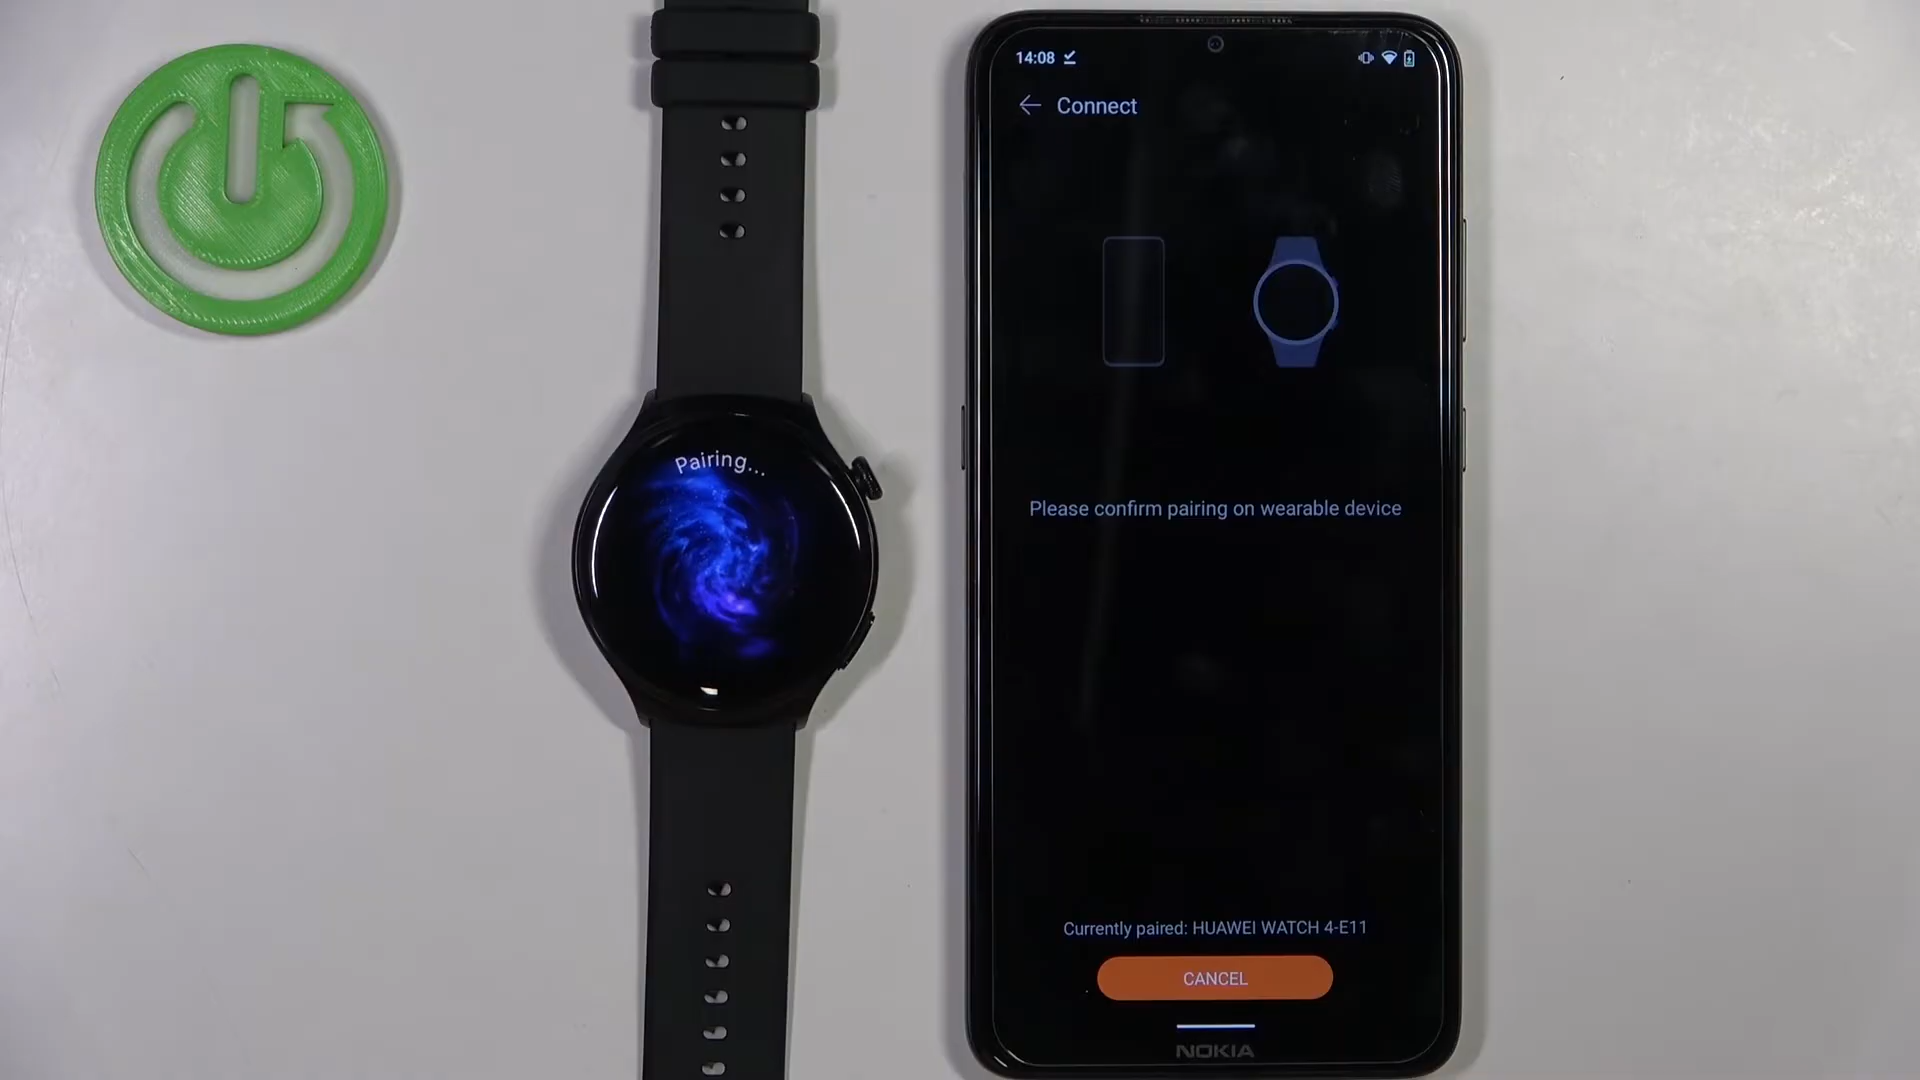 14:08
Connect
Pairing...
Please confirm pairing on wearable device
Currently paired: HUAWEI WATCH 4-E11
CANCEL
NOKIA